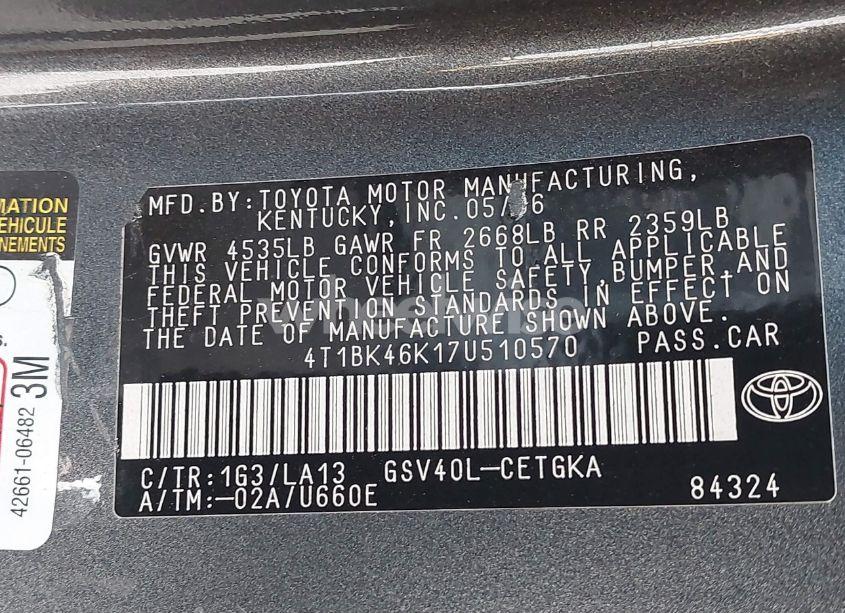 MATION
VEHICULE
NEMENTS
s.
42661-06482
3M
MFD.BY:TOYOTA MOTOR MANUFACTURING,
KENTUCKY,INC.
GVWR 4535LB GAWR FR 2668LB RR 2359LB
THIS VEHICLE CONFORMS TO ALL APPLICABLE
FEDERAL MOTOR VEHICLE SAFETY,BUMPER,AND
THEFT PREVENTION STANDARDS IN EFFECT ON
THE DATE OF MANUFACTURE SHOWN ABOVE.
4T1BK46K17U510570 PASS.CAR
C/TR:1G3/LA13 GSV40L-CETGKA
A/TM:-02A/U660E 84324